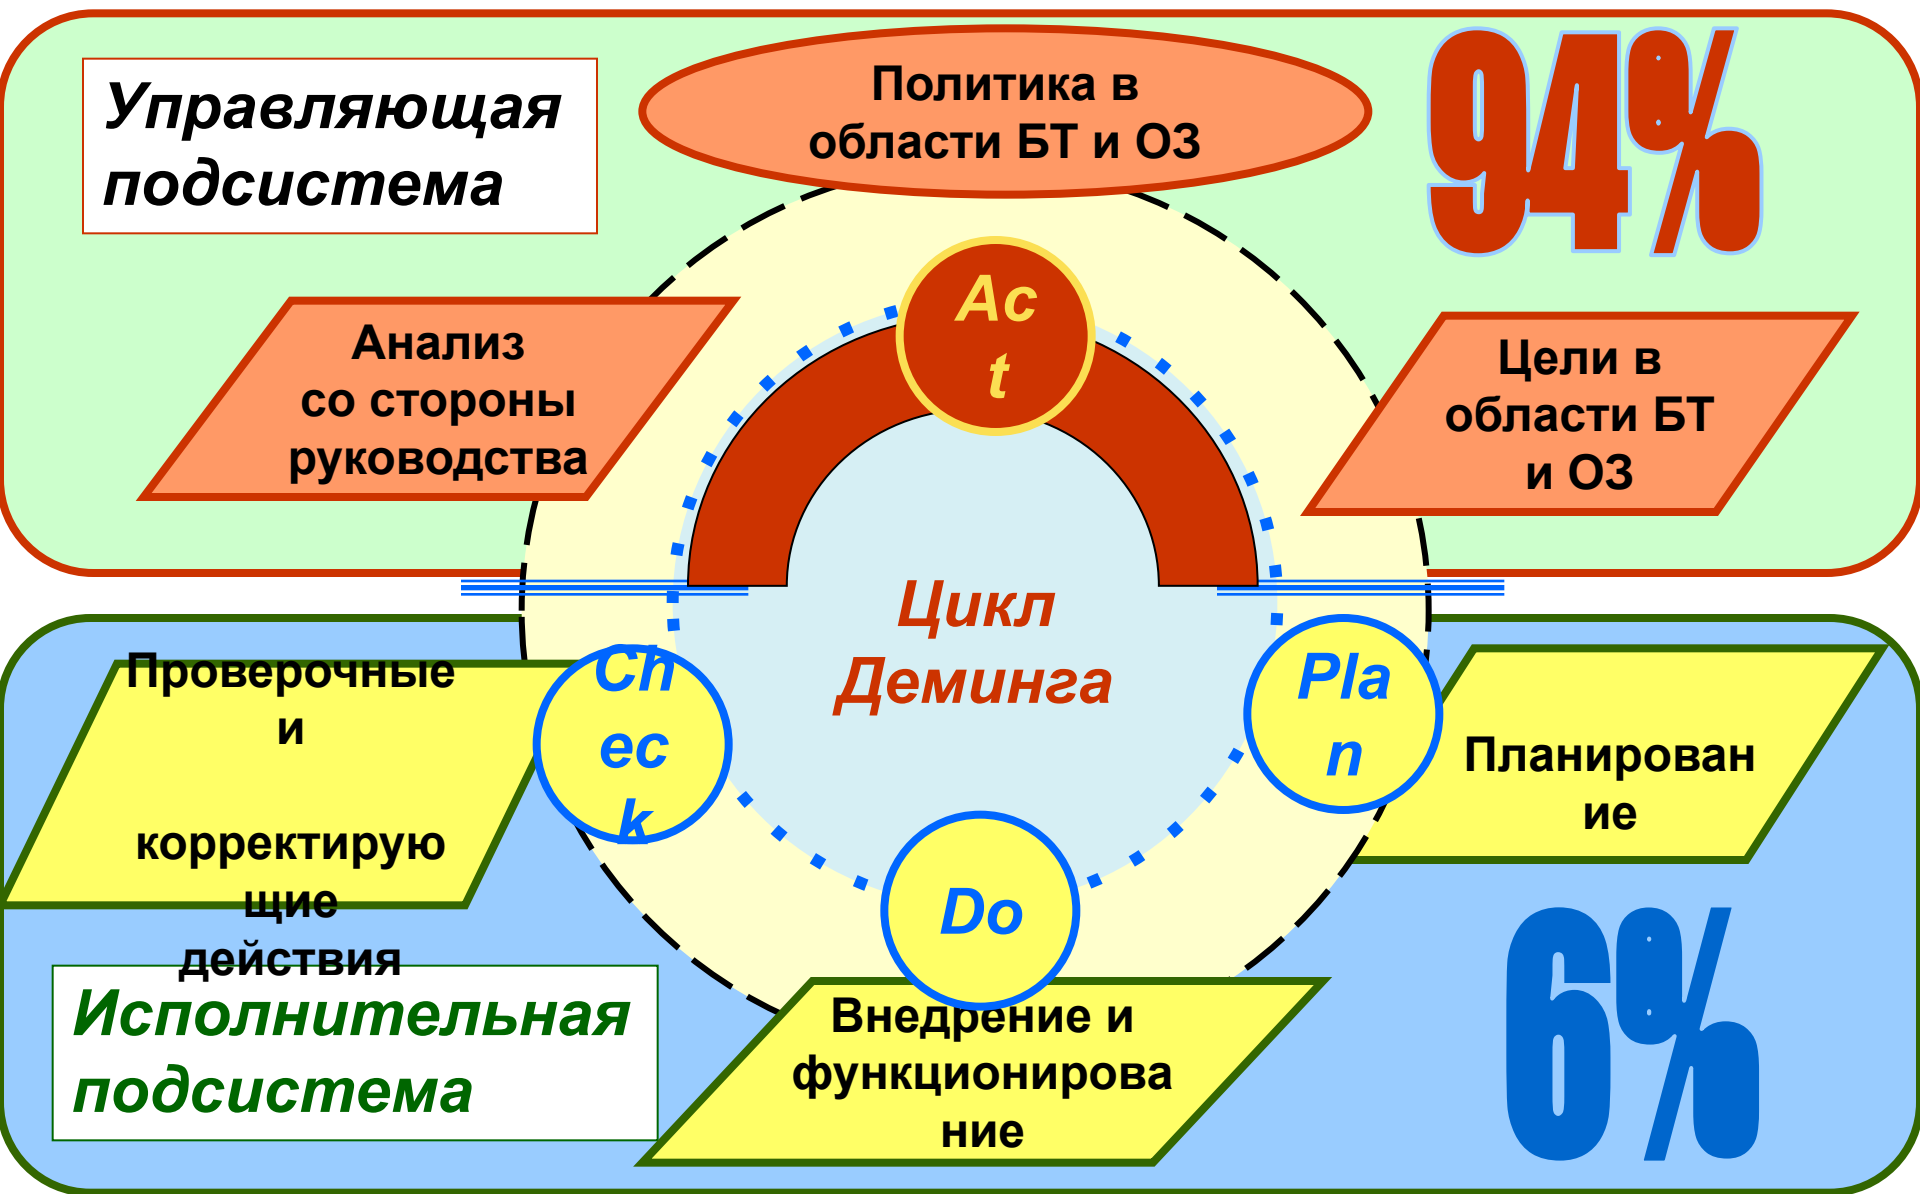 Управляющая
подсистема
Политика в
области БТ и ОЗ
94%
Анализ
со стороны
руководства
Ac
t
Цели в
области БТ
и ОЗ
Цикл
Деминга
Проверочные
и
корректирую
щие
действия
Ch
ec
k
Pla
n
Планирован
ие
Do
Исполнительная
подсистема
Внедрение и
функционирова
ние
6%